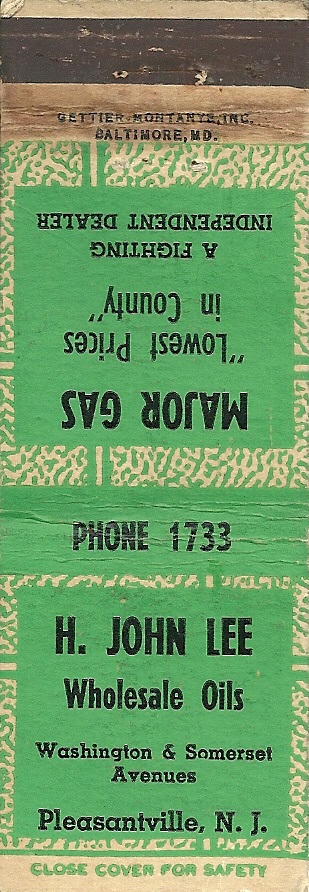 GETTIER-MONTANYE, INC.
BALTIMORE, MD.
MAJOR GAS
"Lowest Prices
in County"
A FIGHTING
INDEPENDENT DEALER
PHONE 1733
H. JOHN LEE
Wholesale Oils
Washington & Somerset
Avenues
Pleasantville, N. J.
CLOSE COVER FOR SAFETY